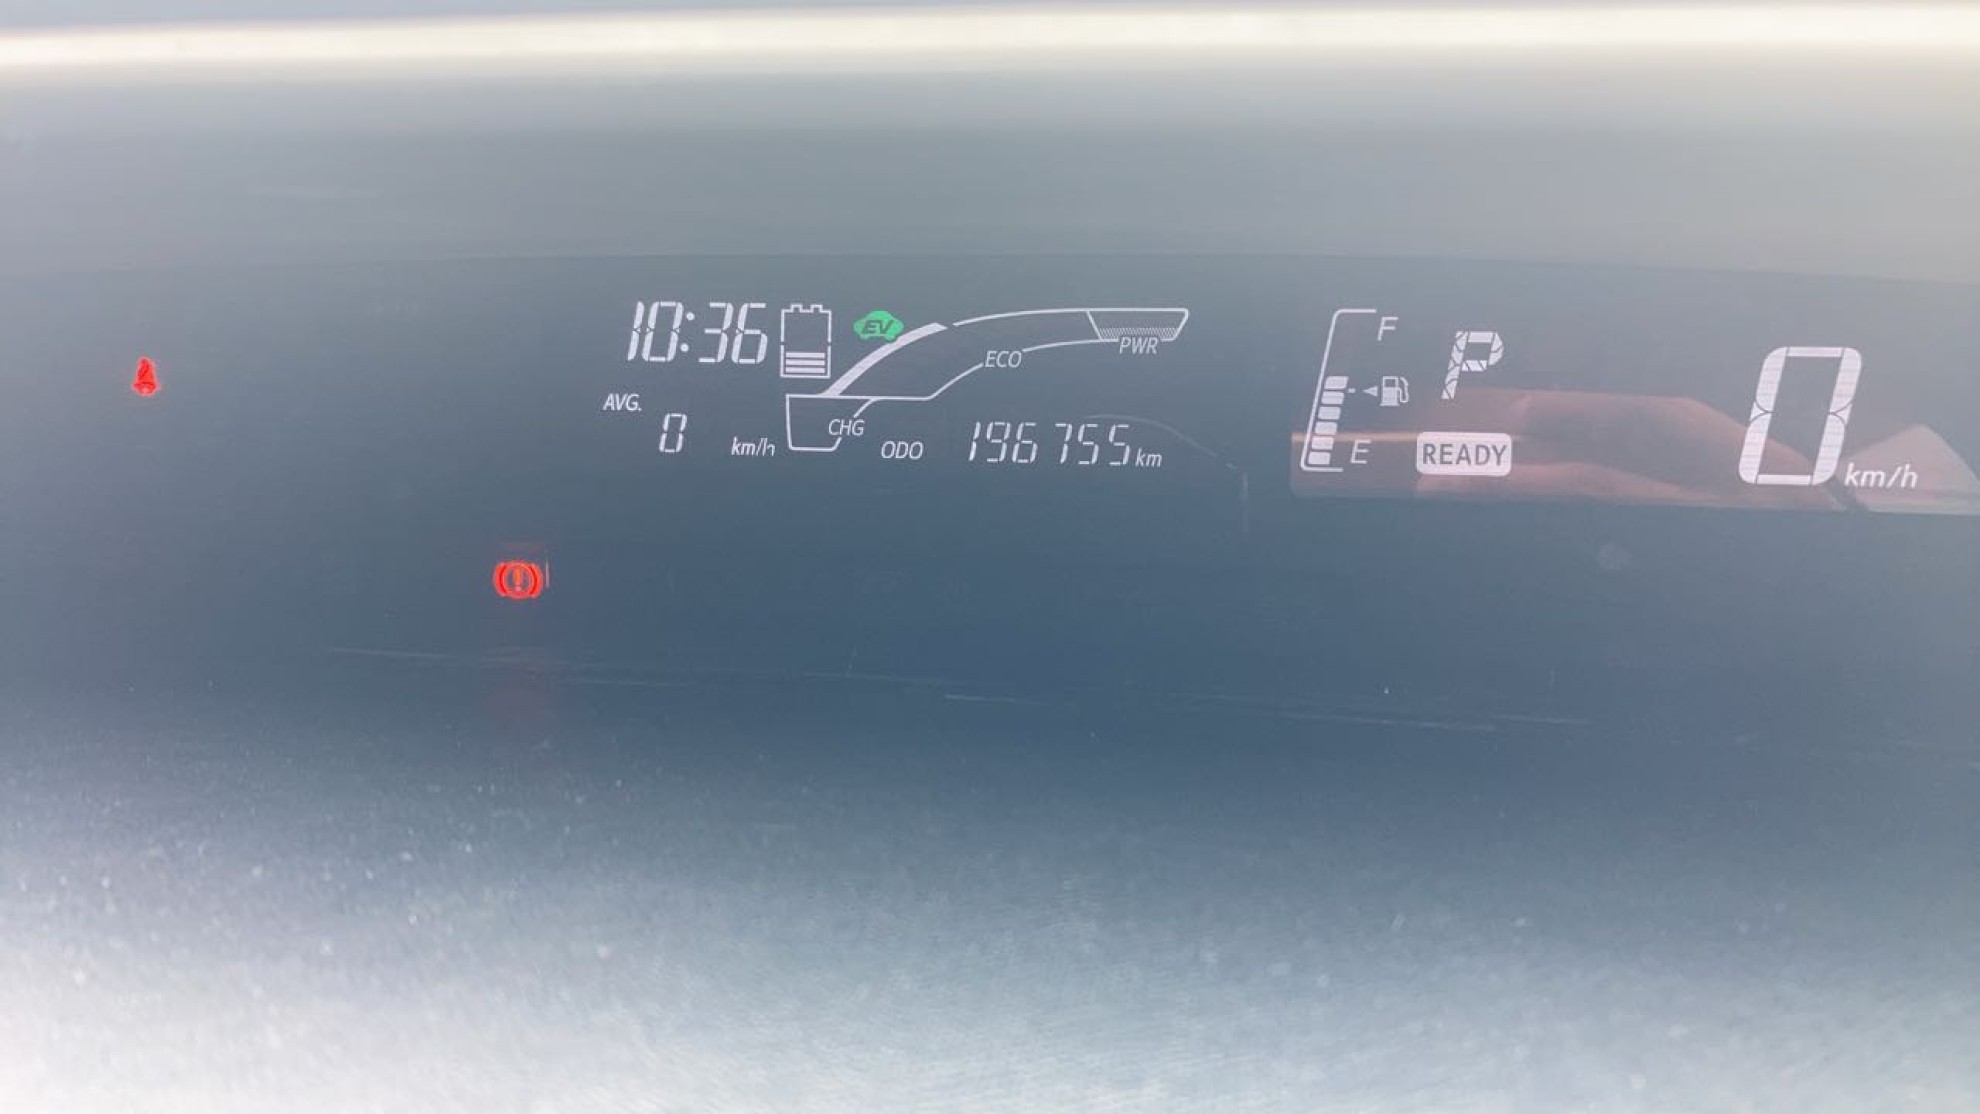 10:36
EV
ECO
PWR
AVG.
0 km/h
CHG
ODO 196755 km
F
E
P
READY
0 km/h